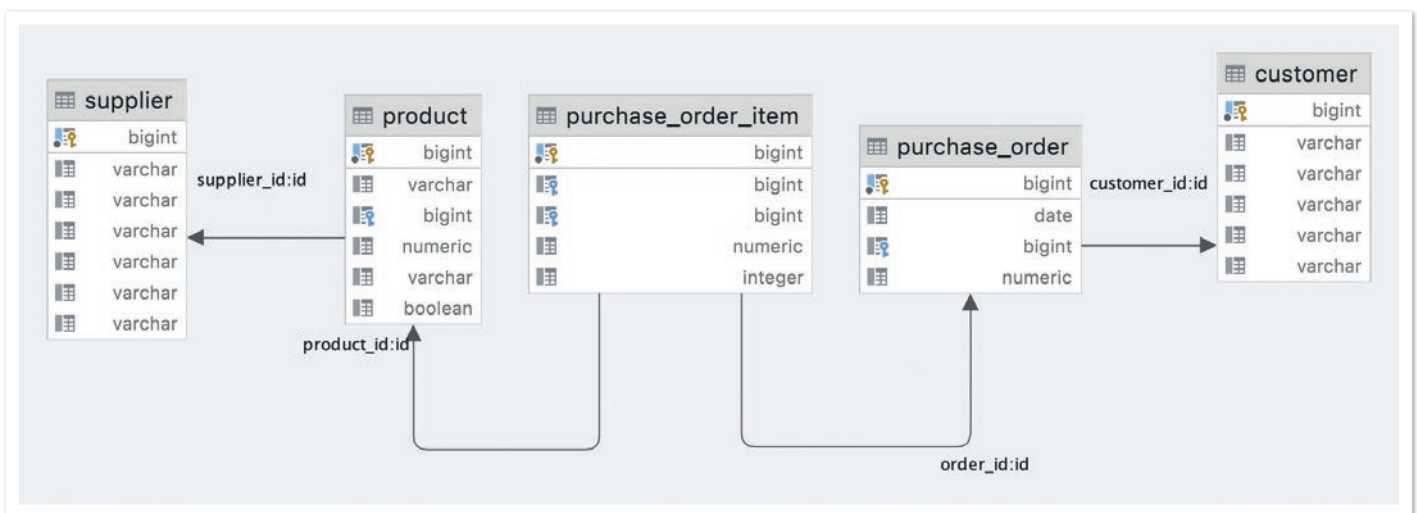 supplier
bigint
varchar
varchar
varchar
varchar
varchar
varchar
supplier_id:id
product
bigint
varchar
bigint
numeric
varchar
boolean
product_id:id
purchase_order_item
bigint
bigint
bigint
numeric
integer
order_id:id
purchase_order
bigint
date
bigint
numeric
customer_id:id
customer
bigint
varchar
varchar
varchar
varchar
varchar